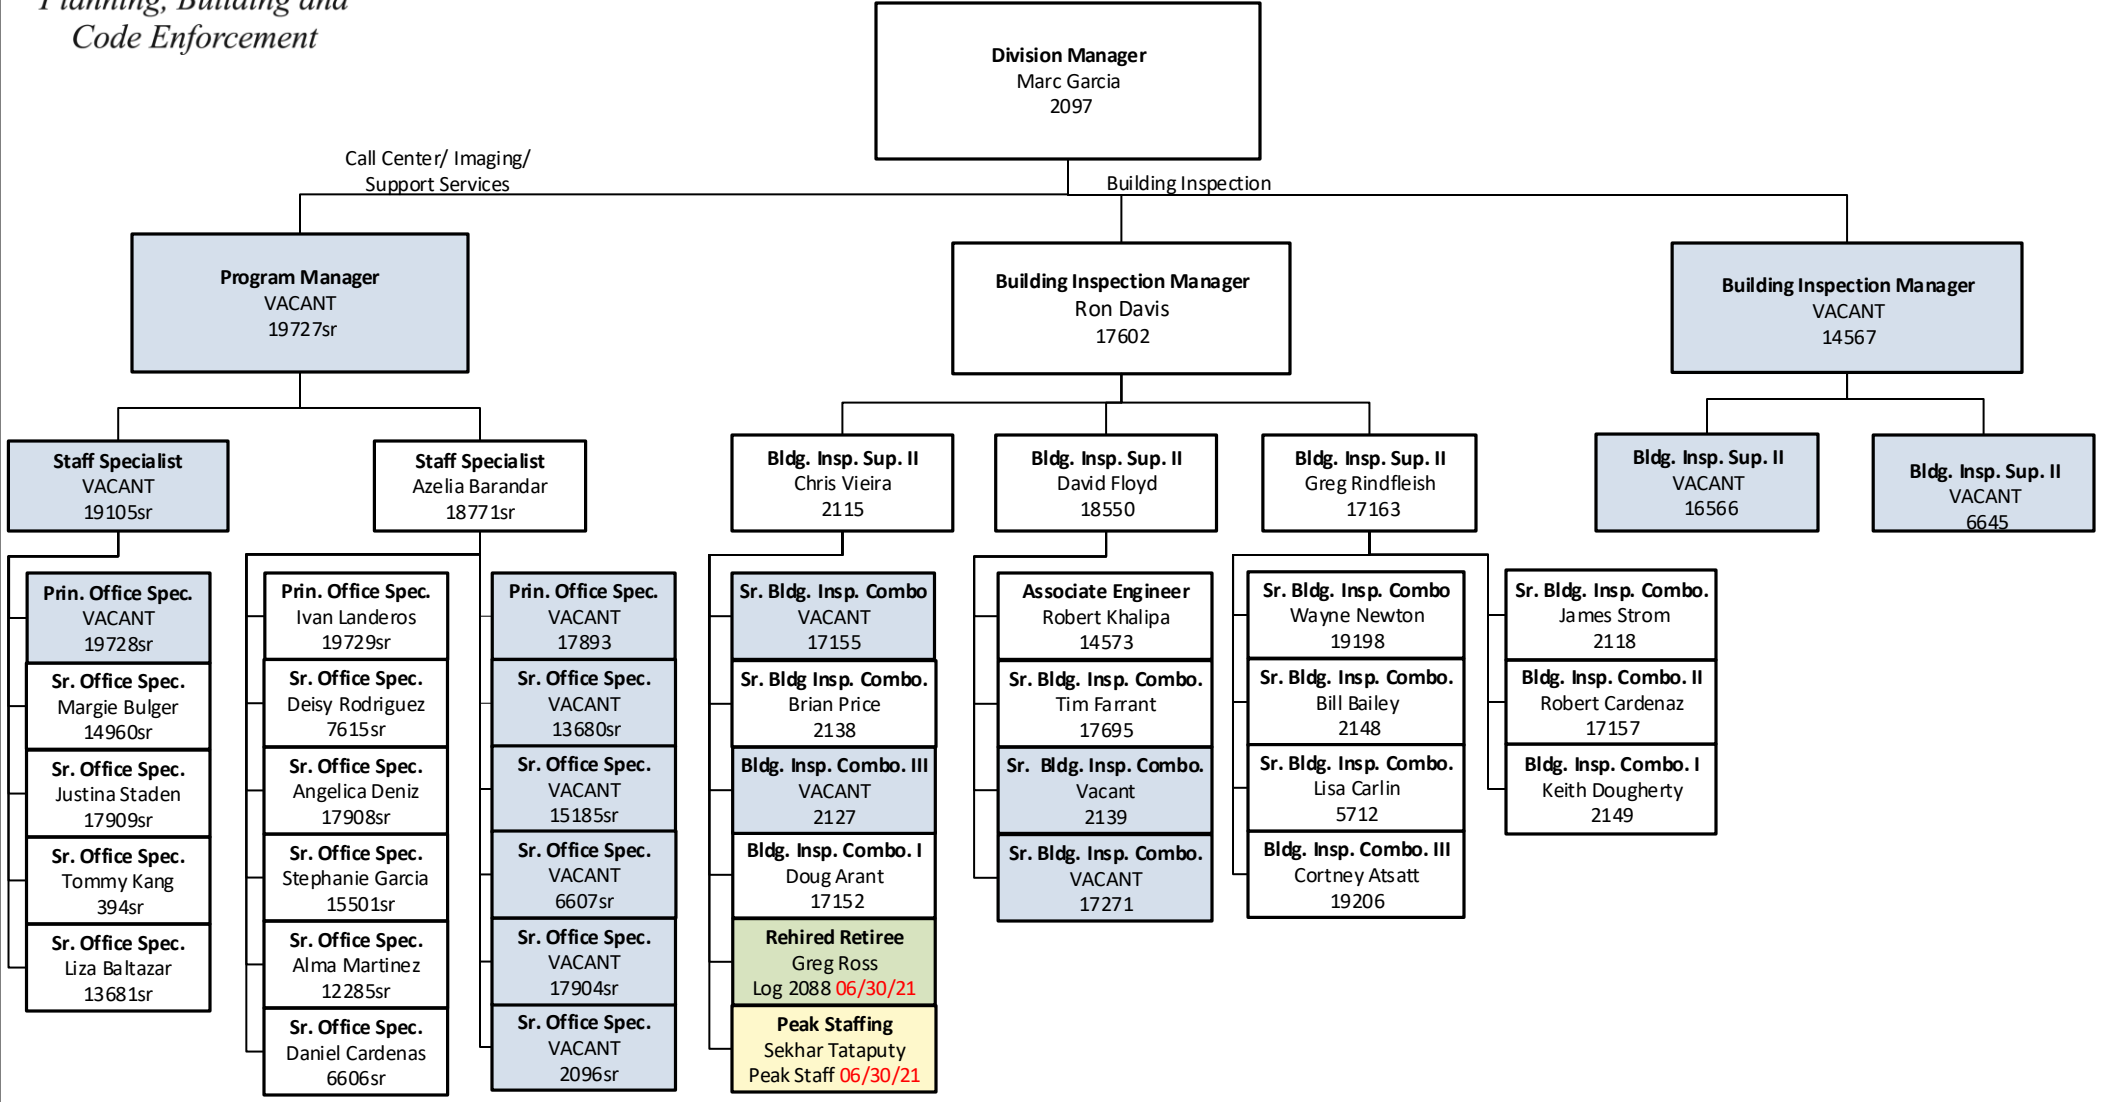 Planning, Building and
Code Enforcement
Division Manager
Marc Garcia
2097
Call Center/ Imaging/
Support Services
Building Inspection
Program Manager
VACANT
19727sr
Building Inspection Manager
Ron Davis
17602
Building Inspection Manager
VACANT
14567
Staff Specialist
VACANT
19105sr
Staff Specialist
Azelia Barandar
18771sr
Bldg. Insp. Sup. II
Chris Vieira
2115
Bldg. Insp. Sup. II
David Floyd
18550
Bldg. Insp. Sup. II
Greg Rindfleish
17163
Bldg. Insp. Sup. II
VACANT
16566
Bldg. Insp. Sup. II
VACANT
6645
Prin. Office Spec.
VACANT
19728sr
Sr. Office Spec.
Margie Bulger
14960sr
Sr. Office Spec.
Justina Staden
17909sr
Sr. Office Spec.
Tommy Kang
394sr
Sr. Office Spec.
Liza Baltazar
13681sr
Prin. Office Spec.
Ivan Landeros
19729sr
Sr. Office Spec.
Deisy Rodriguez
7615sr
Sr. Office Spec.
Angelica Deniz
17908sr
Sr. Office Spec.
Stephanie Garcia
15501sr
Sr. Office Spec.
Alma Martinez
12285sr
Sr. Office Spec.
Daniel Cardenas
6606sr
Prin. Office Spec.
VACANT
17893
Sr. Office Spec.
VACANT
13680sr
Sr. Office Spec.
VACANT
15185sr
Sr. Office Spec.
VACANT
6607sr
Sr. Office Spec.
VACANT
17904sr
Sr. Office Spec.
VACANT
2096sr
Sr. Bldg. Insp. Combo
VACANT
17155
Sr. Bldg Insp. Combo.
Brian Price
2138
Bldg. Insp. Combo. III
VACANT
2127
Bldg. Insp. Combo. I
Doug Arant
17152
Rehired Retiree
Greg Ross
Log 2088 06/30/21
Peak Staffing
Sekhar Tataputy
Peak Staff 06/30/21
Associate Engineer
Robert Khalipa
14573
Sr. Bldg. Insp. Combo.
Tim Farrant
17695
Sr. Bldg. Insp. Combo.
Vacant
2139
Sr. Bldg. Insp. Combo.
VACANT
17271
Sr. Bldg. Insp. Combo
Wayne Newton
19198
Sr. Bldg. Insp. Combo.
Bill Bailey
2148
Sr. Bldg. Insp. Combo.
Lisa Carlin
5712
Bldg. Insp. Combo. III
Cortney Atsatt
19206
Sr. Bldg. Insp. Combo.
James Strom
2118
Bldg. Insp. Combo. II
Robert Cardenaz
17157
Bldg. Insp. Combo. I
Keith Dougherty
2149